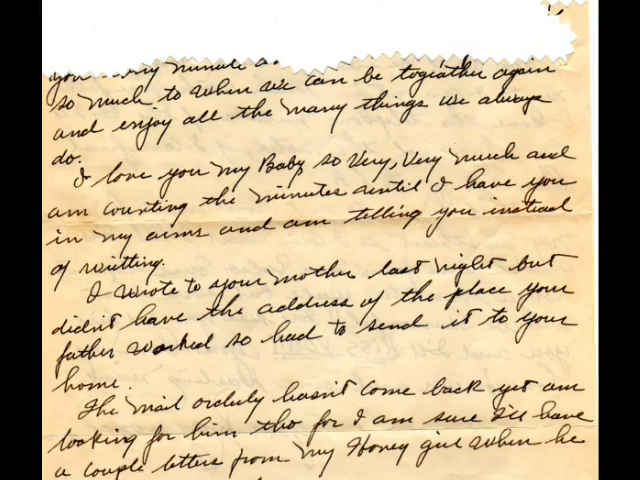 you minute
so much to when we can be togeather again
and enjoy all the many things we always
do.
I love you my Baby so Very, Very much and
am counting the minutes until I have you
in my arms and am telling you instead
of writting.
I wrote to your mother last night but
didn't have the address of the place your
father worked so had to send it to your
home.
The mail orderly hasn't come back yet am
looking for him tho for I am sure I'll have
a couple letters from my Honey girl when he